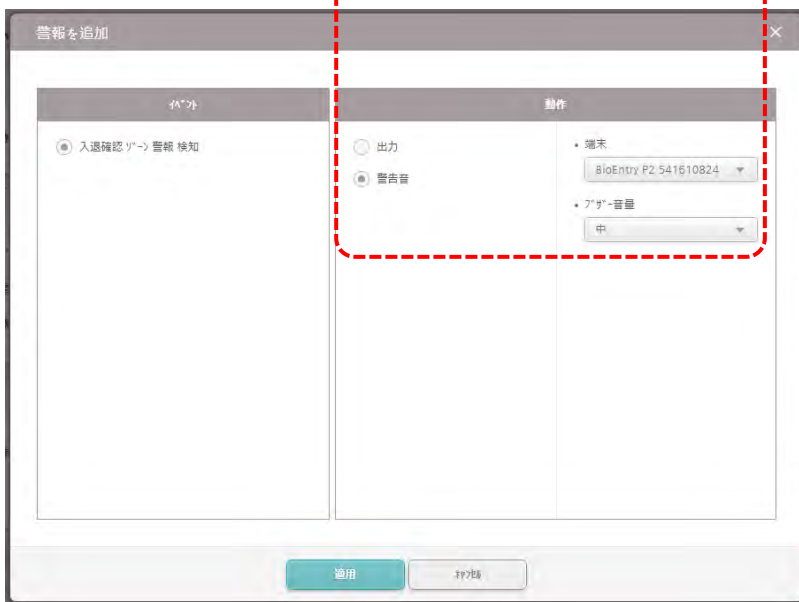 警報を追加
ｲﾍﾞﾝﾄ
動作
入退確認 ｿﾞｰﾝ 警報 検知
出力
警告音
• 端末
BioEntry P2 541610824
• ﾌﾞｻﾞｰ音量
中
適用
ｷｬﾝｾﾙ